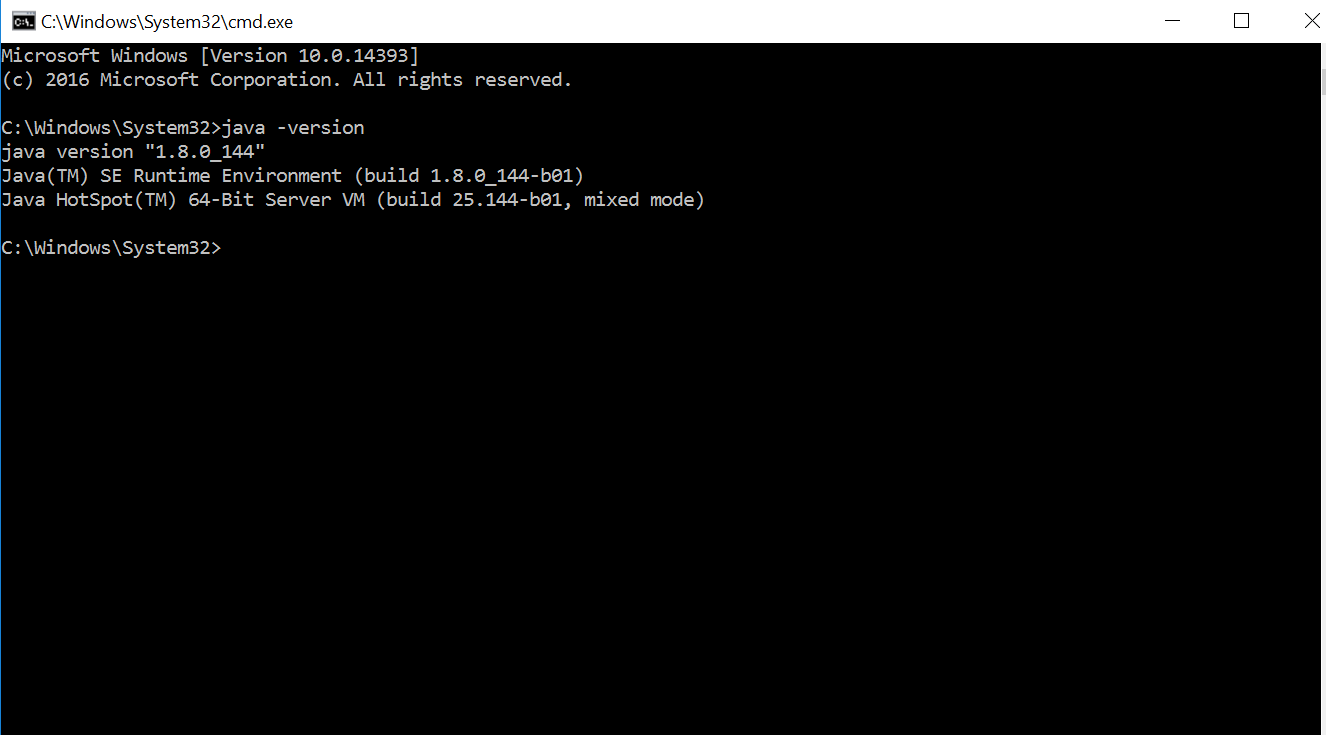 C:\Windows\System32\cmd.exe
Microsoft Windows [Version 10.0.14393]
(c) 2016 Microsoft Corporation. All rights reserved.
C:\Windows\System32>java -version
java version "1.8.0_144"
Java(TM) SE Runtime Environment (build 1.8.0_144-b01)
Java HotSpot(TM) 64-Bit Server VM (build 25.144-b01, mixed mode)
C:\Windows\System32>